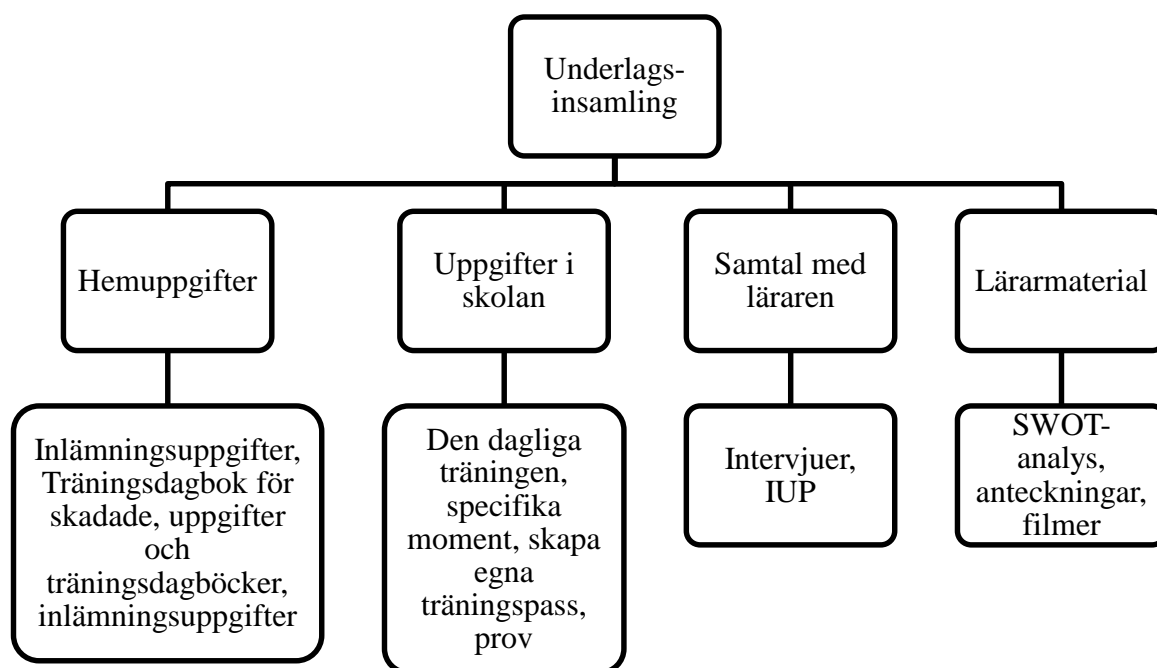 Underlags-
insamling
Hemuppgifter
Uppgifter i
skolan
Samtal med
läraren
Lärarmaterial
Inlämningsuppgifter,
Träningsdagbok för
skadade, uppgifter
och
träningsdagböcker,
inlämningsuppgifter
Den dagliga
träningen,
specifika
moment, skapa
egna
träningspass,
prov
Intervjuer,
IUP
SWOT-
analys,
anteckningar,
filmer